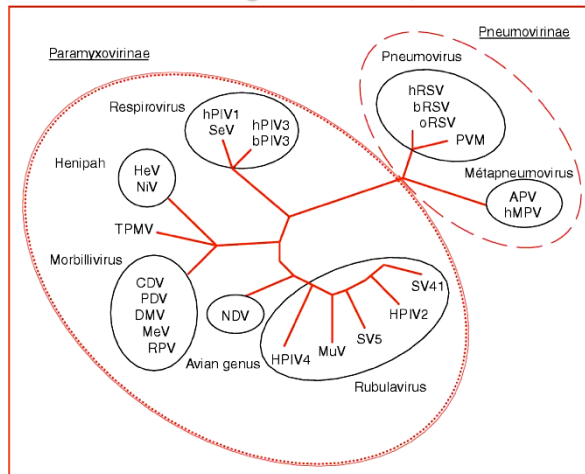 Paramyxovirinae
Pneumovirinae
Pneumovirus
hRSV
bRSV
oRSV
PVM
Métapneumovirus
APV
hMPV
Respirovirus
hPIV1
SeV
hPIV3
bPIV3
Henipah
HeV
NiV
TPMV
Morbillivirus
CDV
PDV
DMV
MeV
RPV
NDV
Avian genus
HPIV4
MuV
SV5
HPIV2
SV41
Rubulavirus